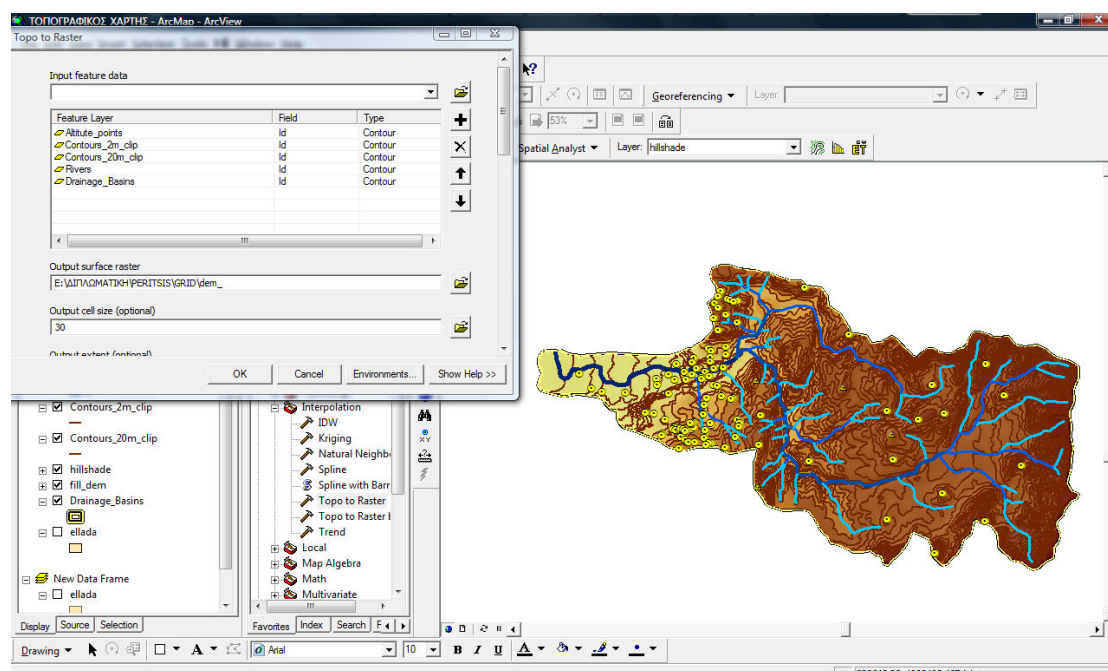 ΤΟΠΟΓΡΑΦΙΚΟΣ ΧΑΡΤΗΣ - ArcMap - ArcView
Topo to Raster
Input feature data
Feature Layer Field Type
Altitute_points Id Contour
Contours_2m_clip Id Contour
Contours_20m_clip Id Contour
Rivers Id Contour
Drainage_Basins Id Contour
Output surface raster
E:\ΔΙΠΛΩΜΑΤΙΚΗ\PERITSIS\GRID\dem_
Output cell size (optional)
30
Output extent (optional)
OK Cancel Environments... Show Help >>
Georeferencing Layer:
53%
Spatial Analyst Layer: hillshade
Contours_2m_clip
Contours_20m_clip
hillshade
fill_dem
Drainage_Basins
ellada
New Data Frame
ellada
Display Source Selection
Interpolation
IDW
Kriging
Natural Neighb
Spline
Spline with Barr
Topo to Raster
Topo to Raster
Trend
Local
Map Algebra
Math
Multivariate
Favorites Index Search F
Drawing A Arial 10 B I U A